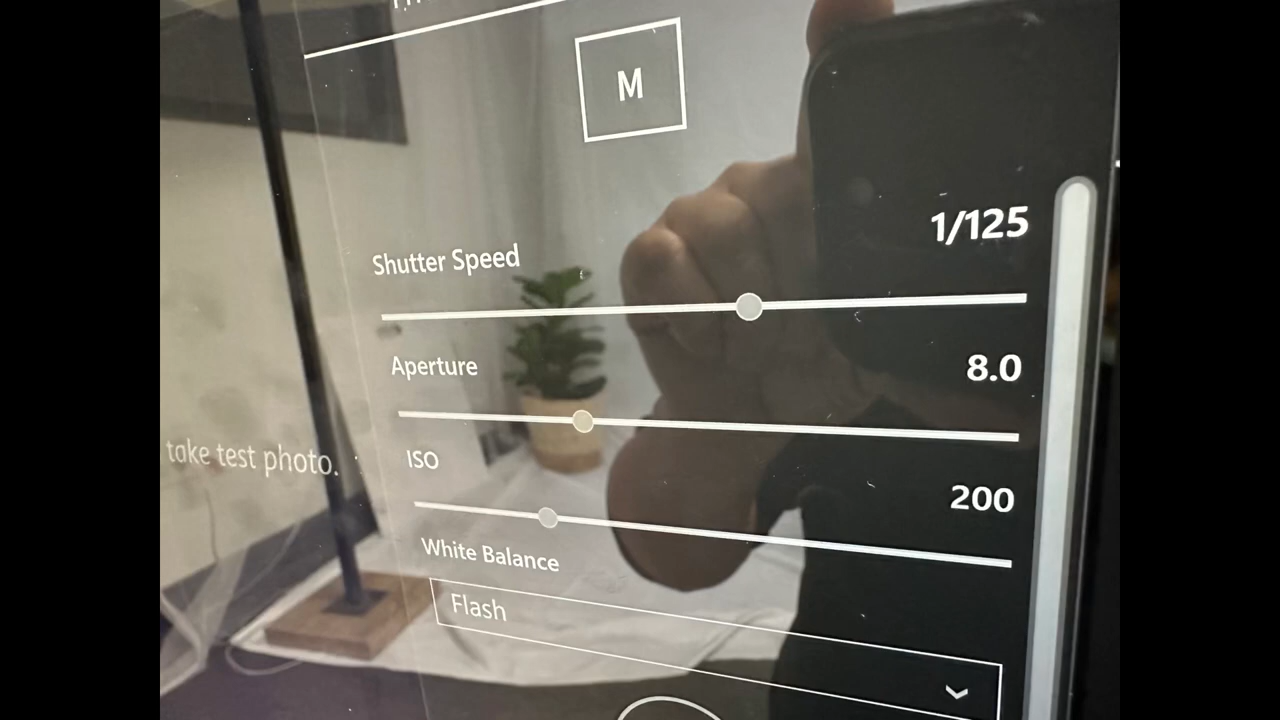 M
Shutter Speed
1/125
Aperture
8.0
ISO
200
White Balance
Flash
take test photo.